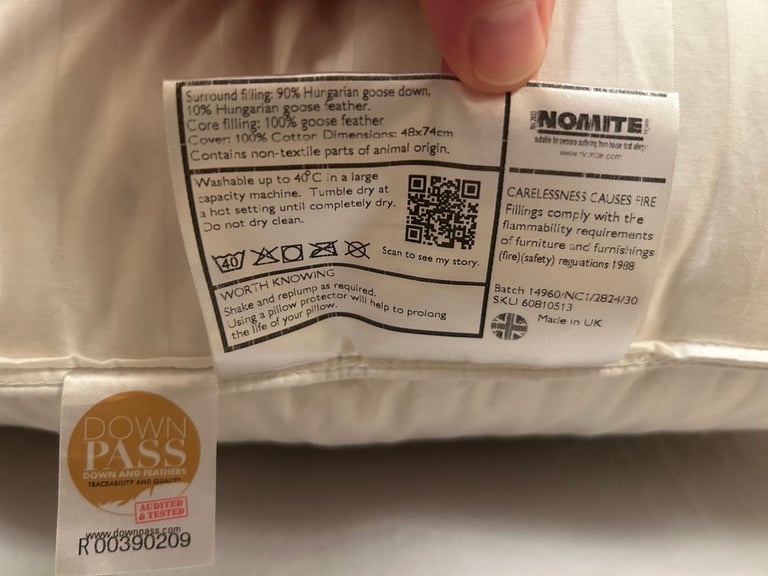 Surround filling: 90% Hungarian goose down,
10% Hungarian goose feather.
Core filling: 100% goose feather
Cover: 100% Cotton Dimensions: 48x74cm
Contains non-textile parts of animal origin.
Washable up to 40°C in a large
capacity machine. Tumble dry at
a hot setting until completely dry.
Do not dry clean.
40
Scan to see my story.
WORTH KNOWING
Shake and replump as required.
Using a pillow protector will help to prolong
the life of your pillow.
NOMITE
suitable for persons suffering from house dust allergy
www.nomite.com
CARELESSNESS CAUSES FIRE
Fillings comply with the
flammability requirements
of furniture and furnishings
(fire)(safety) regulations 1988
Batch 14960/NC1/2824/30
SKU 60810513
Made in UK
DOWN
PASS
DOWN AND FEATHERS
TRACEABILITY AND QUALITY
AUDITED
& TESTED
www.downpass.com
R 00390209